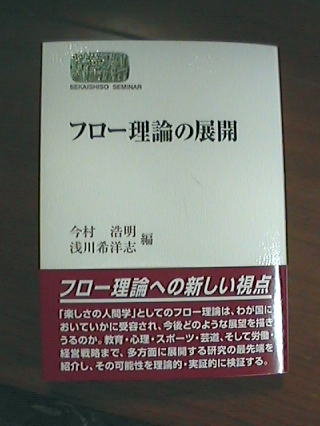 SEKAISHISO SEMINAR
フロー理論の展開
今村 浩明
浅川希洋志 編
フロー理論への新しい視点
「楽しさの人間学」としてのフロー理論は、わが国に
おいていかに受容され、今後どのような展望を描き
うるのか。教育・心理・スポーツ・芸道、そして労働・
経営戦略まで、多方面に展開する研究の最先端を
紹介し、その可能性を理論的・実証的に検証する。